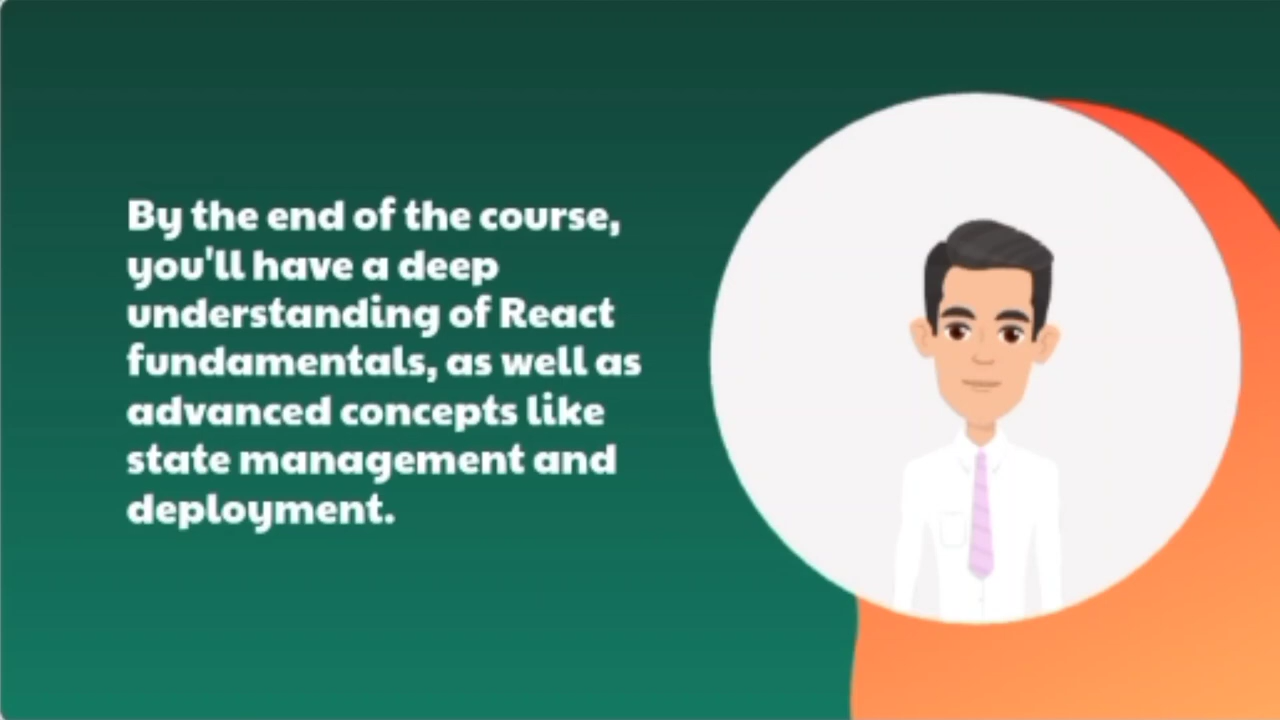 By the end of the course,
you'll have a deep
understanding of React
fundamentals, as well as
advanced concepts like
state management and
deployment.